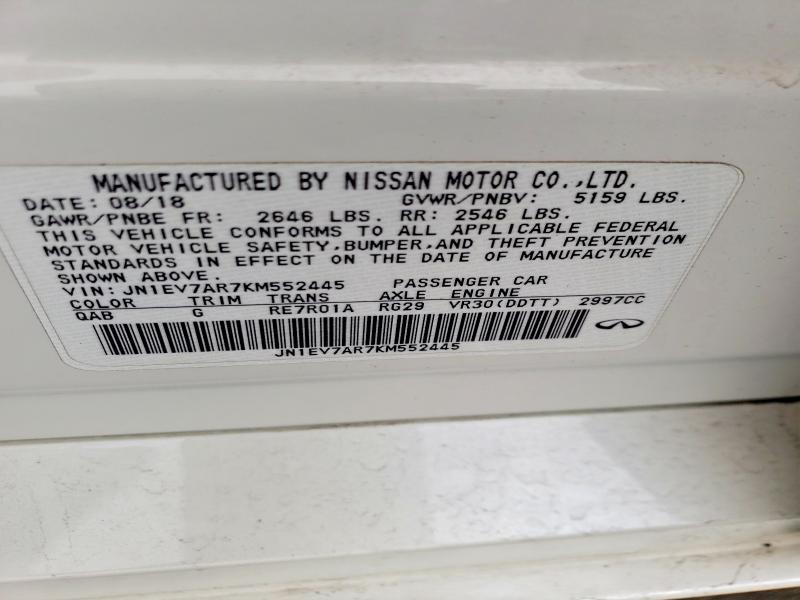 MANUFACTURED BY NISSAN MOTOR CO.,LTD.
DATE: 08/18 GVWR/PNBV: 5159 LBS.
GAWR/PNBE FR: 2646 LBS. RR: 2546 LBS.
THIS VEHICLE CONFORMS TO ALL APPLICABLE FEDERAL
MOTOR VEHICLE SAFETY,BUMPER,AND THEFT PREVENTION
STANDARDS IN EFFECT ON THE DATE OF MANUFACTURE
SHOWN ABOVE.
VIN: JN1EV7AR7KM552445 PASSENGER CAR
COLOR TRIM TRANS AXLE ENGINE
QAB G RE7R01A RG29 VR30(DDTT) 2997CC
JN1EV7AR7KM552445